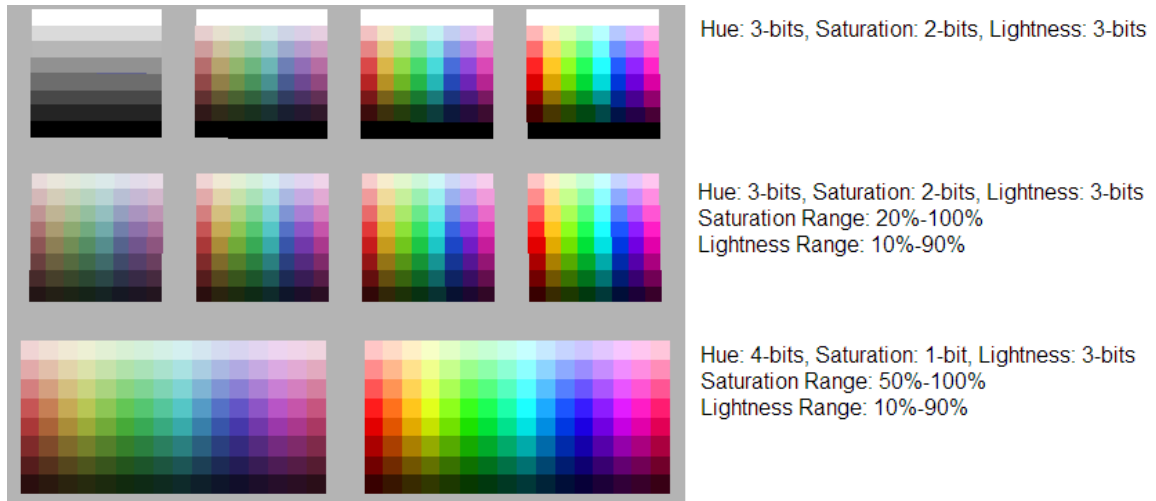 Hue: 3-bits, Saturation: 2-bits, Lightness: 3-bits
Hue: 3-bits, Saturation: 2-bits, Lightness: 3-bits
Saturation Range: 20%-100%
Lightness Range: 10%-90%
Hue: 4-bits, Saturation: 1-bit, Lightness: 3-bits
Saturation Range: 50%-100%
Lightness Range: 10%-90%